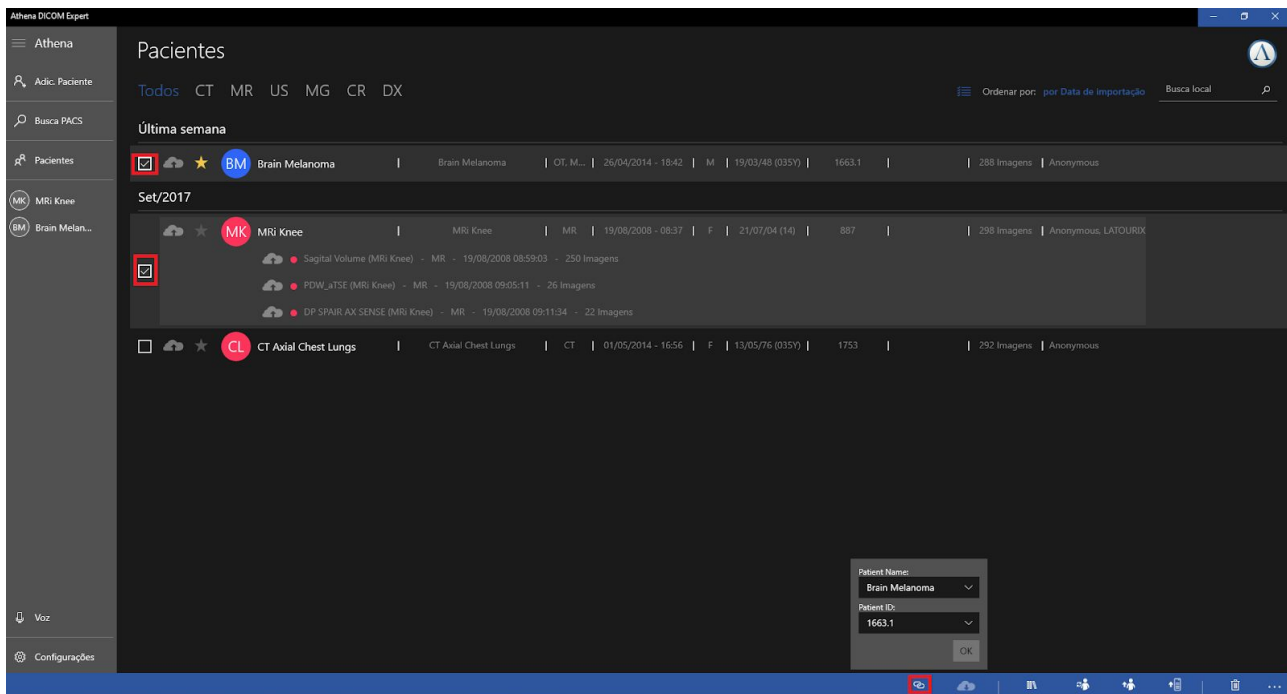 Athena DICOM Expert
Athena
Adic. Paciente
Busca PACS
Pacientes
MK MRi Knee
BM Brain Melan...
Voz
Configurações
Pacientes
Todos CT MR US MG CR DX
Ordenar por: por Data de Importação Busca local
Última semana
BM Brain Melanoma | Brain Melanoma | OT, M... | 26/04/2014 - 18:42 | M | 19/03/48 (035Y) | 1663.1 | | 288 Imagens | Anonymous
Set/2017
MK MRi Knee | MRi Knee | MR | 19/08/2008 - 08:37 | F | 21/07/04 (14) | 887 | | 298 Imagens | Anonymous, LATOURIX
Sagital Volume (MRi Knee) - MR - 19/08/2008 08:59:03 - 250 Imagens
PDW_aTSE (MRi Knee) - MR - 19/08/2008 09:05:11 - 26 Imagens
DP SPAIR AX SENSE (MRi Knee) - MR - 19/08/2008 09:11:34 - 22 Imagens
CL CT Axial Chest Lungs | CT Axial Chest Lungs | CT | 01/05/2014 - 16:56 | F | 13/05/76 (035Y) | 1753 | | 292 Imagens | Anonymous
Patient Name:
Brain Melanoma
Patient ID:
1663.1
OK